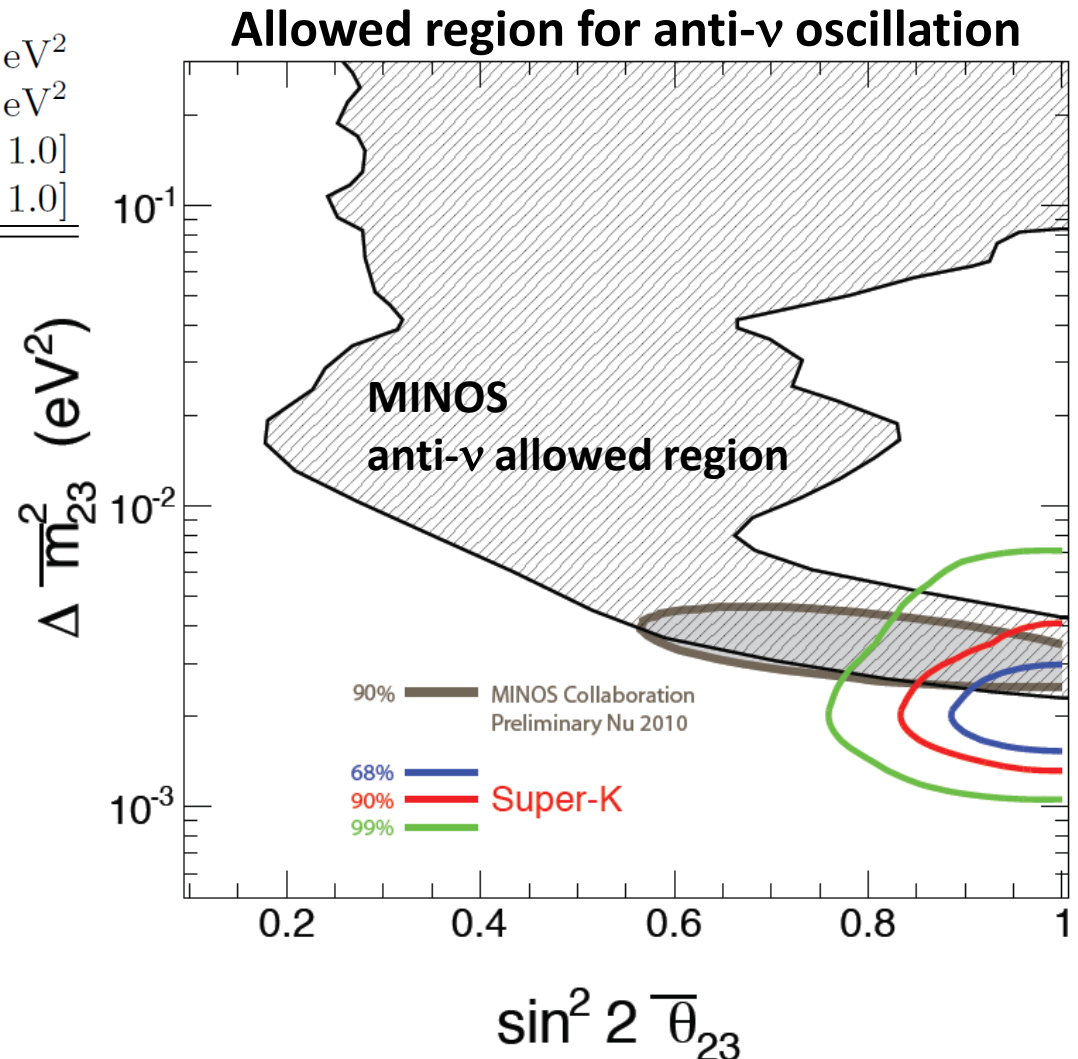 Allowed region for anti-ν oscillation
eV²
eV²
1.0]
1.0]
10⁻¹
10⁻²
10⁻³
Δ m̅²₂₃ (eV²)
MINOS
anti-ν allowed region
90% MINOS Collaboration
Preliminary Nu 2010
68%
90% Super-K
99%
0.2 0.4 0.6 0.8 1
sin² 2 θ̅₂₃